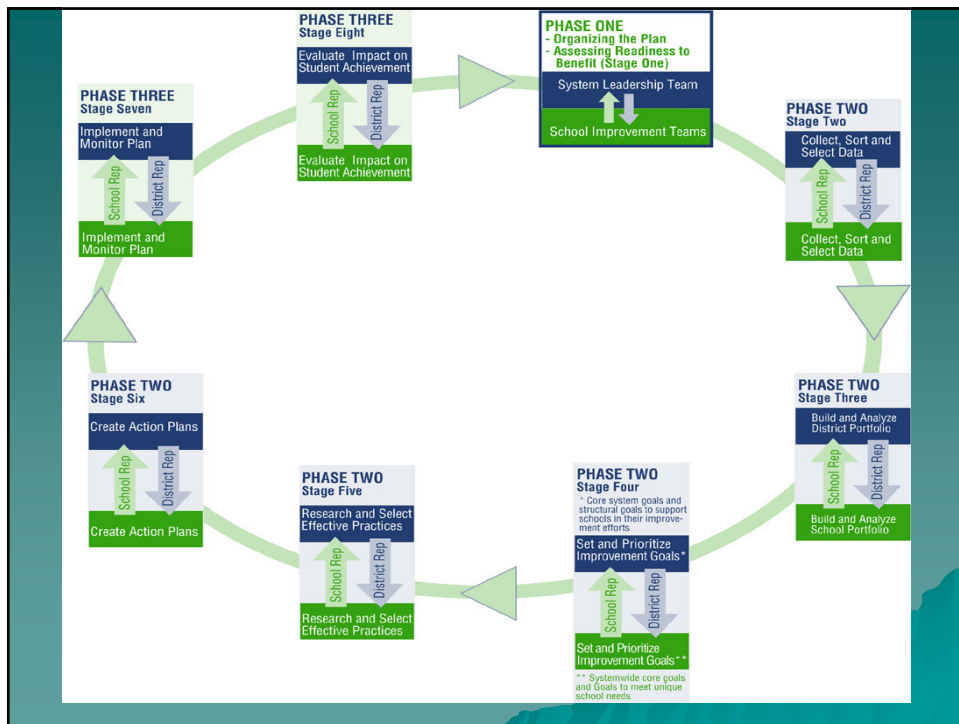 PHASE THREE
Stage Eight
Evaluate Impact on
Student Achievement
School Rep
District Rep
Evaluate Impact on
Student Achievement
PHASE ONE
- Organizing the Plan
- Assessing Readiness to
Benefit (Stage One)
System Leadership Team
School Improvement Teams
PHASE TWO
Stage Two
Collect, Sort and
Select Data
School Rep
District Rep
Collect, Sort and
Select Data
PHASE TWO
Stage Three
Build and Analyze
District Portfolio
School Rep
District Rep
Build and Analyze
School Portfolio
PHASE TWO
Stage Four
* Core system goals and
structural goals to support
schools in their improve-
ment efforts
Set and Prioritize
Improvement Goals*
School Rep
District Rep
Set and Prioritize
Improvement Goals**
** Systemwide core goals
and Goals to meet unique
school needs
PHASE TWO
Stage Five
Research and Select
Effective Practices
School Rep
District Rep
Research and Select
Effective Practices
PHASE TWO
Stage Six
Create Action Plans
School Rep
District Rep
Create Action Plans
PHASE THREE
Stage Seven
Implement and
Monitor Plan
School Rep
District Rep
Implement and
Monitor Plan